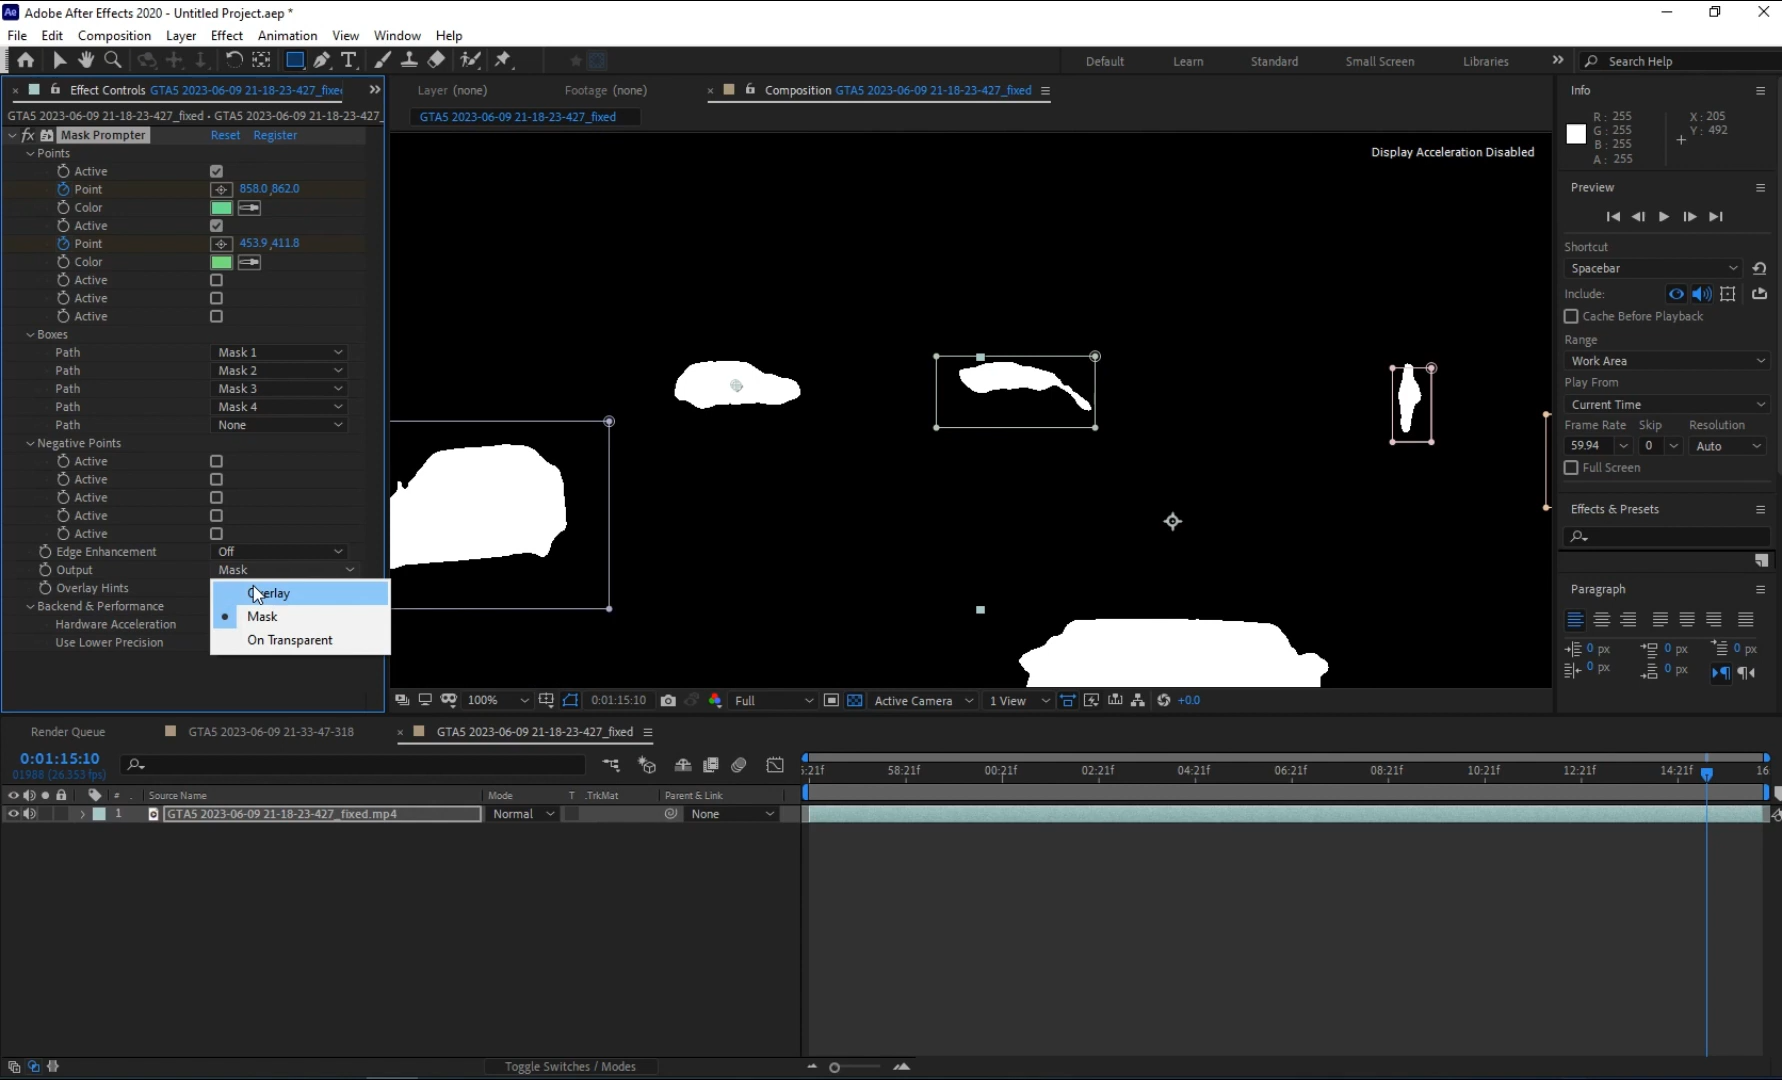 Adobe After Effects 2020 - Untitled Project.aep *
File Edit Composition Layer Effect Animation View Window Help
Default Learn Standard Small Screen Libraries Search Help
Effect Controls GTA5 2023-06-09 21-18-23-427_fixe
Layer (none) Footage (none) Composition GTA5 2023-06-09 21-18-23-427_fixed
GTA5 2023-06-09 21-18-23-427_fixed • GTA5 2023-06-09 21-18-23-427_
GTA5 2023-06-09 21-18-23-427_fixed
fx Mask Prompter Reset Register
Points
Active
Point 858.0,862.0
Color
Active
Point 453.9,411.8
Color
Active
Active
Active
Boxes
Path Mask 1
Path Mask 2
Path Mask 3
Path Mask 4
Path None
Negative Points
Active
Active
Active
Active
Active
Edge Enhancement Off
Output Mask
Overlay Hints
Backend & Performance
Hardware Acceleration
Use Lower Precision
Mask
On Transparent
Display Acceleration Disabled
100% 0:01:15:10 Full Active Camera 1 View +0.0
Info
R: 255
G: 255
B: 255
A: 255
X: 205
Y: 492
Preview
Shortcut
Spacebar
Include:
Cache Before Playback
Range
Work Area
Play From
Current Time
Frame Rate Skip Resolution
59.94 0 Auto
Full Screen
Effects & Presets
Paragraph
0 px 0 px 0 px
0 px 0 px
Render Queue GTA5 2023-06-09 21-33-47-318 GTA5 2023-06-09 21-18-23-427_fixed
0:01:15:10
01988 (26.353 fps)
:21f 58:21f 00:21f 02:21f 04:21f 06:21f 08:21f 10:21f 12:21f 14:21f 16
# Source Name Mode T .TrkMat Parent & Link
1 GTA5 2023-06-09 21-18-23-427_fixed.mp4 Normal None
Toggle Switches / Modes